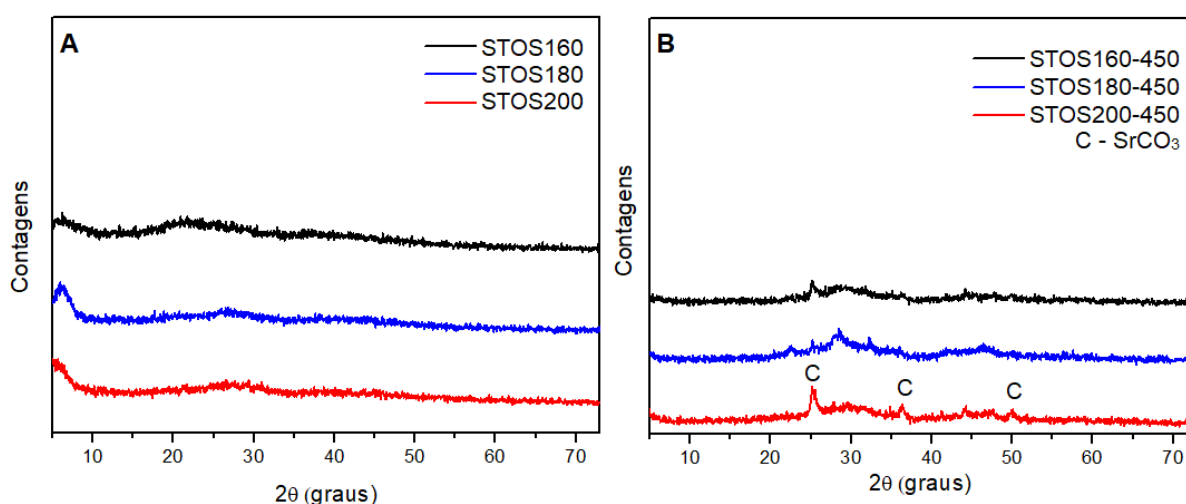 A
STOS160
STOS180
STOS200
Contagens
10 20 30 40 50 60 70
2θ (graus)
B
STOS160-450
STOS180-450
STOS200-450
C - SrCO₃
Contagens
C C C
10 20 30 40 50 60 70
2θ (graus)